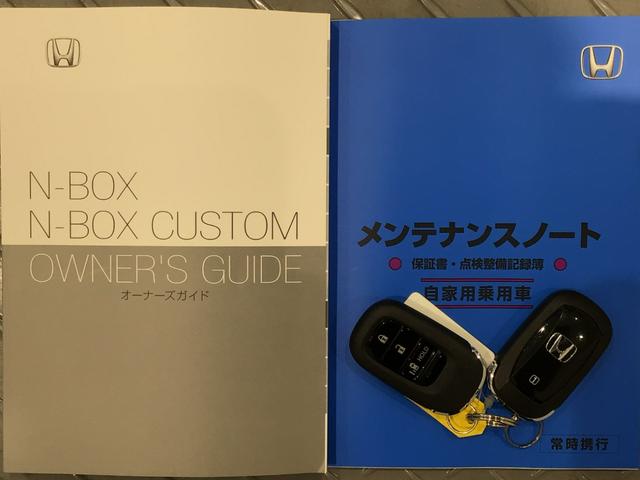 N-BOX
N-BOX CUSTOM
OWNER'S GUIDE
オーナーズガイド
メンテナンスノート
保証書・点検整備記録簿
自家用乗用車
HOLD
常時携行